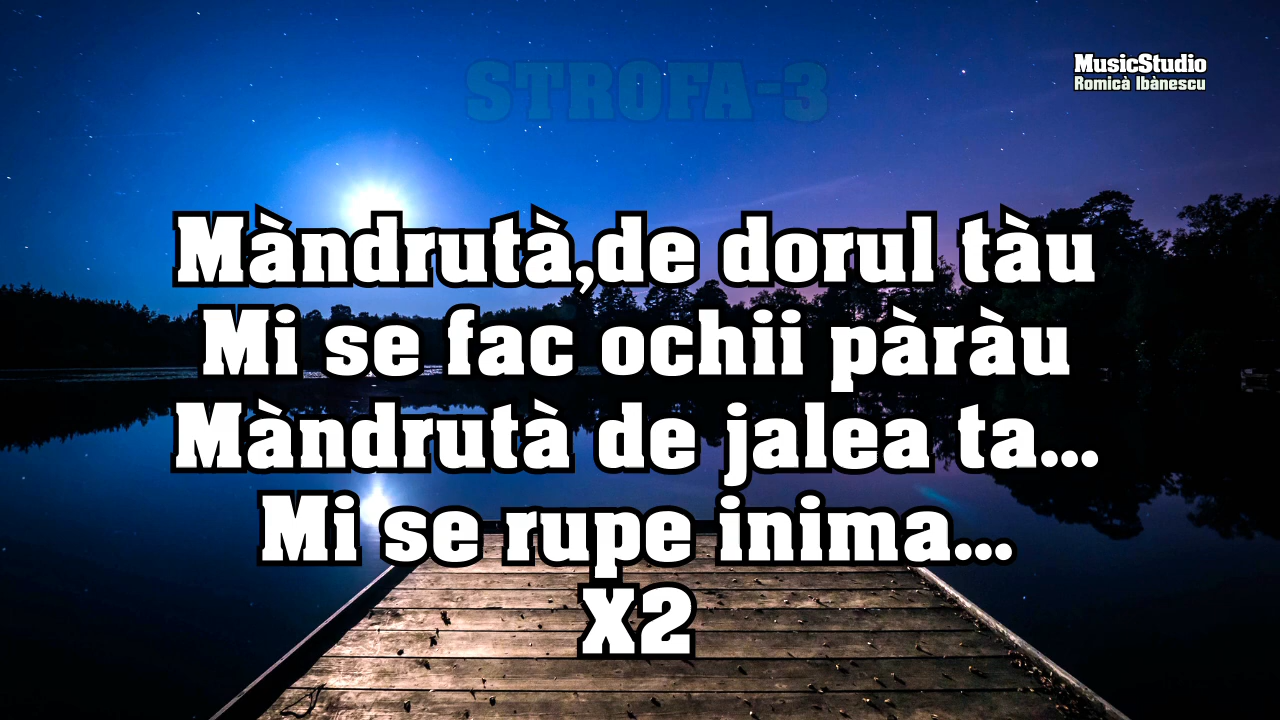 STROFA-3
MusicStudio
Romicà Ibànescu
Màndrutà,de dorul tàu
Mi se fac ochii pàràu
Màndrutà de jalea ta...
Mi se rupe inima...
X2